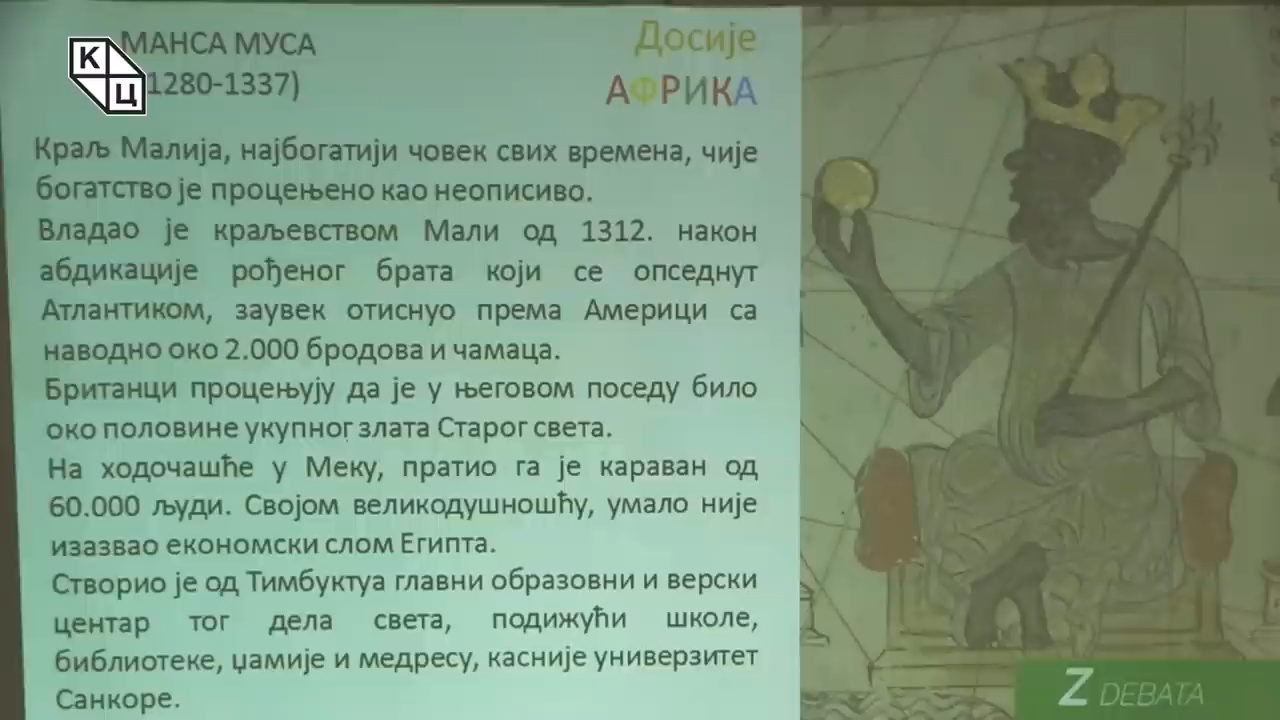 МАНСА МУСА
1280-1337)
Досије
АФРИКА
К
Ц
Краљ Малија, најбогатији човек свих времена, чије
богатство је процењено као неописиво.
Владао је краљевством Мали од 1312. након
абдикације рођеног брата који се опседнут
Атлантиком, заувек отиснуо према Америци са
наводно око 2.000 бродова и чамаца.
Британци процењују да је у његовом поседу било
око половине укупног злата Старог света.
На ходочашће у Меку, пратио га је караван од
60.000 људи. Својом великодушношћу, умало није
изазвао економски слом Египта.
Створио је од Тимбуктуа главни образовни и верски
центар тог дела света, подижући школе,
библиотеке, џамије и медресу, касније универзитет
Санкоре.
Z DEBATA